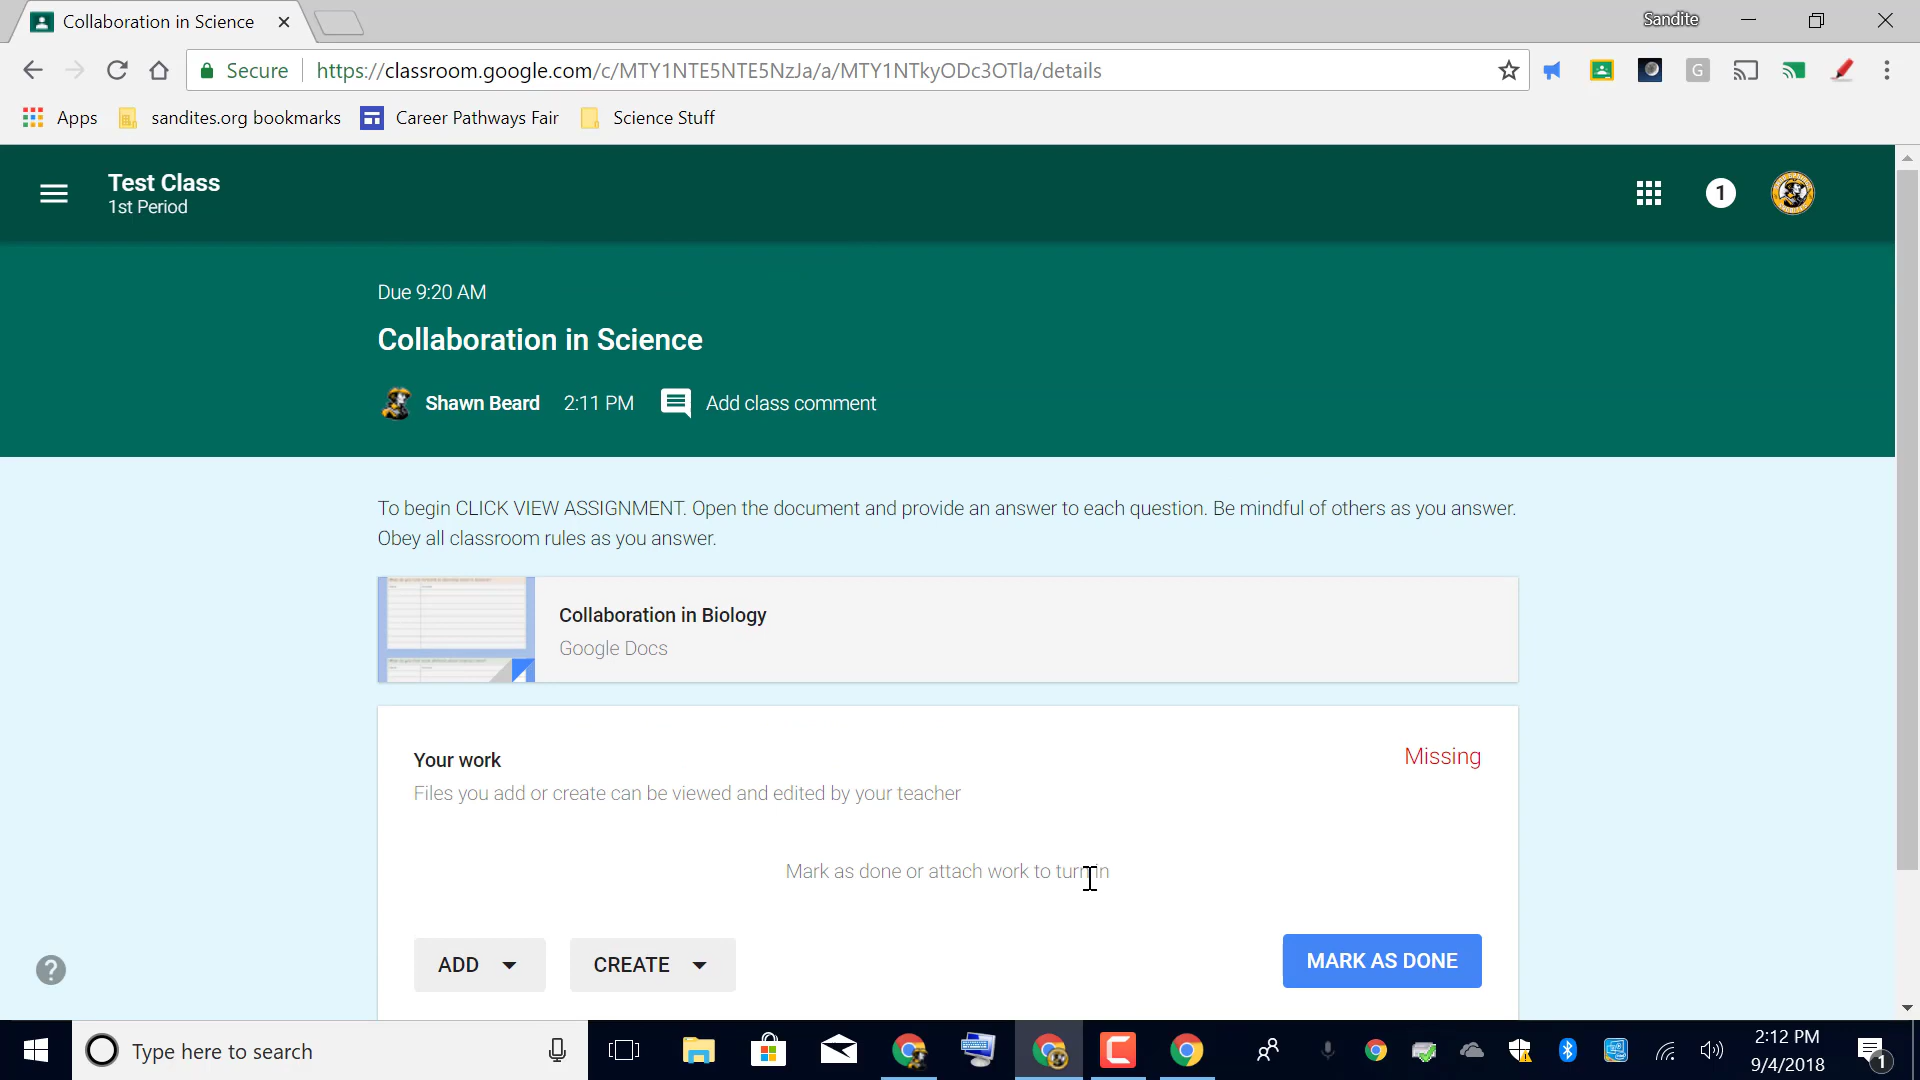 Collaboration in Science
Sandite
Secure
https://classroom.google.com/c/MTY1NTE5NTE5NzJa/a/MTY1NTkyODc3OTla/details
G
Apps
sandites.org bookmarks
Career Pathways Fair
Science Stuff
Test Class
1st Period
1
Due 9:20 AM
Collaboration in Science
Shawn Beard
2:11 PM
Add class comment
To begin CLICK VIEW ASSIGNMENT. Open the document and provide an answer to each question. Be mindful of others as you answer.
Obey all classroom rules as you answer.
Collaboration in Biology
Google Docs
Your work
Missing
Files you add or create can be viewed and edited by your teacher
Mark as done or attach work to turn in
ADD
CREATE
MARK AS DONE
?
Type here to search
2:12 PM
9/4/2018
1